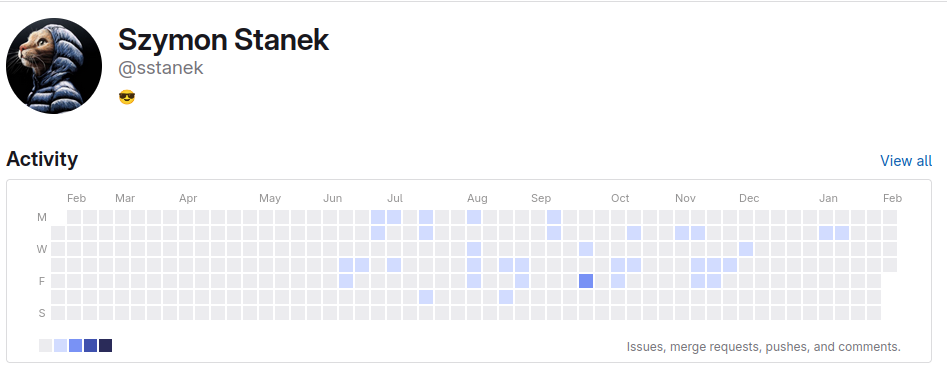 Szymon Stanek
@sstanek
😎
Activity
View all
Feb Mar Apr May Jun Jul Aug Sep Oct Nov Dec Jan Feb
M
W
F
S
Issues, merge requests, pushes, and comments.